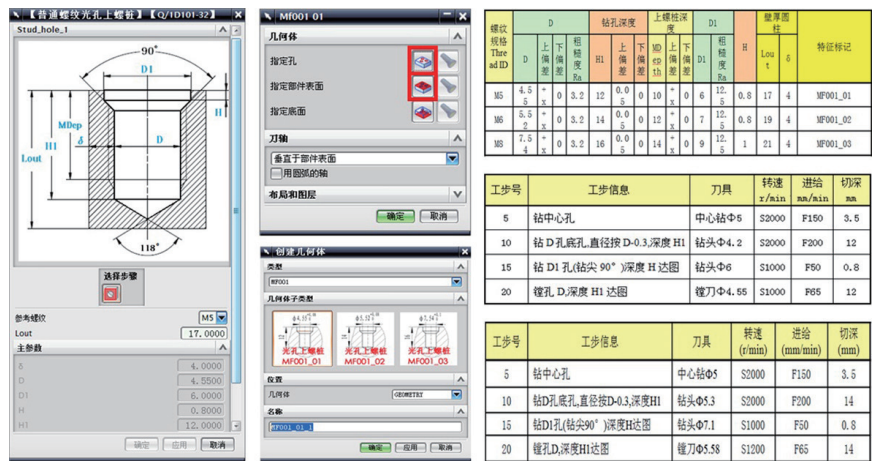 【普通螺纹光孔上螺桩】【Q/1D101-32】
Stud_hole_1
90°
D1
H
MDep
H1
δ
D
Lout
118°
选择步骤
参考螺纹 M5
Lout 17.0000
主参数
δ 4.0000
D 4.5500
D1 6.0000
H 0.8000
H1 12.0000
确定 应用 取消
Mf001 01
几何体
指定孔
指定部件表面
指定底面
刀轴
垂直于部件表面
用圆弧的轴
布局和图层
确定 取消
创建几何体
类型
MF001
几何体子类型
光孔上螺桩 光孔上螺桩 光孔上螺桩
MF001_01 MF001_02 MF001_03
位置
几何体 GEOMETRY
名称
MF001_01_1
确定 应用 取消
螺纹规格 Thread ID D 钻孔深度 上螺桩深度 D1 H 壁厚圆柱 特征标记
D 上偏差 下偏差 粗糙度 Ra H1 上偏差 下偏差 MDepth 上偏差 下偏差 D1 粗糙度 Ra Lout δ
M5 4.55 +x 0 3.2 12 0.05 0 10 +x 0 6 12.5 0.8 17 4 MF001_01
M6 5.52 +x 0 3.2 14 0.05 0 12 +x 0 7 12.5 0.8 19 4 MF001_02
M8 7.54 +x 0 3.2 16 0.05 0 14 +x 0 9 12.5 1 21 4 MF001_03
工步号 工步信息 刀具 转速 r/min 进给 mm/min 切深 mm
5 钻中心孔 中心钻Φ5 S2000 F150 3.5
10 钻 D 孔底孔,直径按 D-0.3,深度 H1 钻头Φ4.2 S2000 F200 12
15 钻 D1 孔(钻尖 90°)深度 H 达图 钻头Φ6 S1000 F50 0.8
20 镗孔 D,深度 H1 达图 镗刀Φ4.55 S1000 F65 12
工步号 工步信息 刀具 转速 (r/min) 进给 (mm/min) 切深 (mm)
5 钻中心孔 中心钻Φ5 S2000 F150 3.5
10 钻D孔底孔,直径按D-0.3,深度H1 钻头Φ5.3 S2000 F200 14
15 钻D1孔(钻尖90°)深度H达图 钻头Φ7.1 S1000 F50 0.8
20 镗孔D,深度H1达图 镗刀Φ5.58 S1200 F65 14